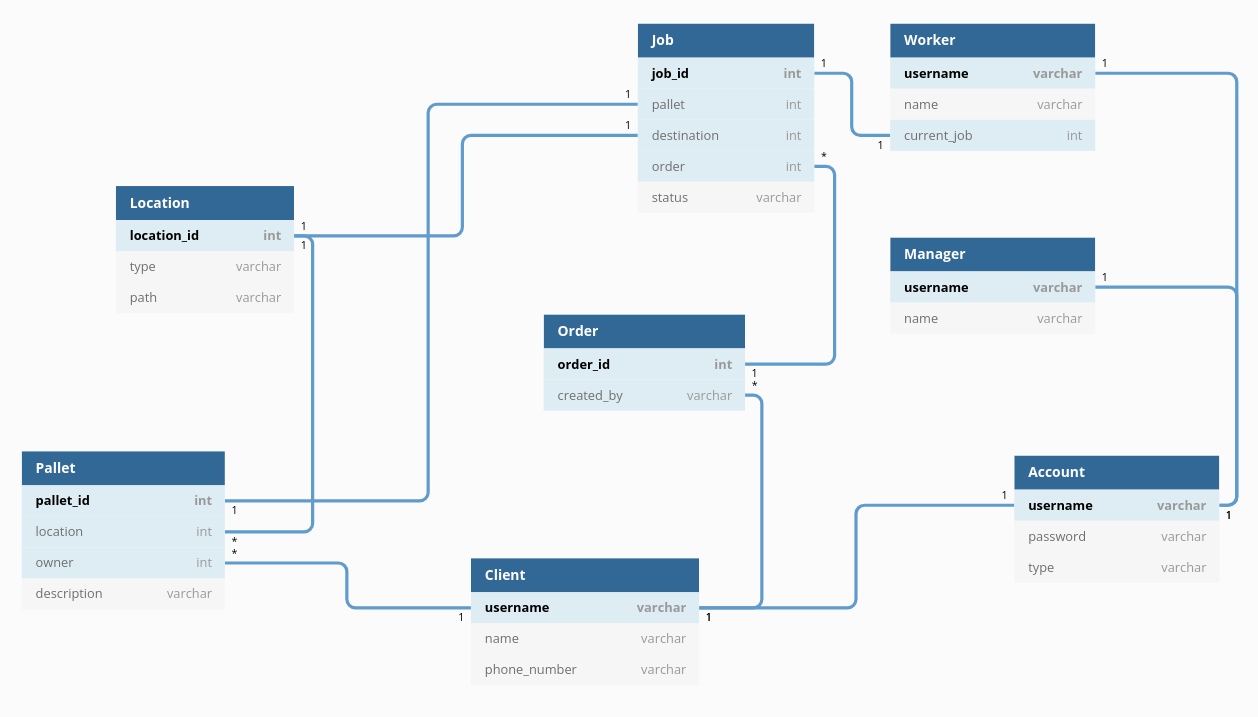 Job
job_id int
pallet int
destination int
order int
status varchar
1
1
1
*
Worker
username varchar
name varchar
current_job int
1
1
Location
location_id int
type varchar
path varchar
1
1
Manager
username varchar
name varchar
1
Order
order_id int
created_by varchar
1
*
Pallet
pallet_id int
location int
owner int
description varchar
1
*
*
Account
username varchar
password varchar
type varchar
1
1
Client
username varchar
name varchar
phone_number varchar
1
1